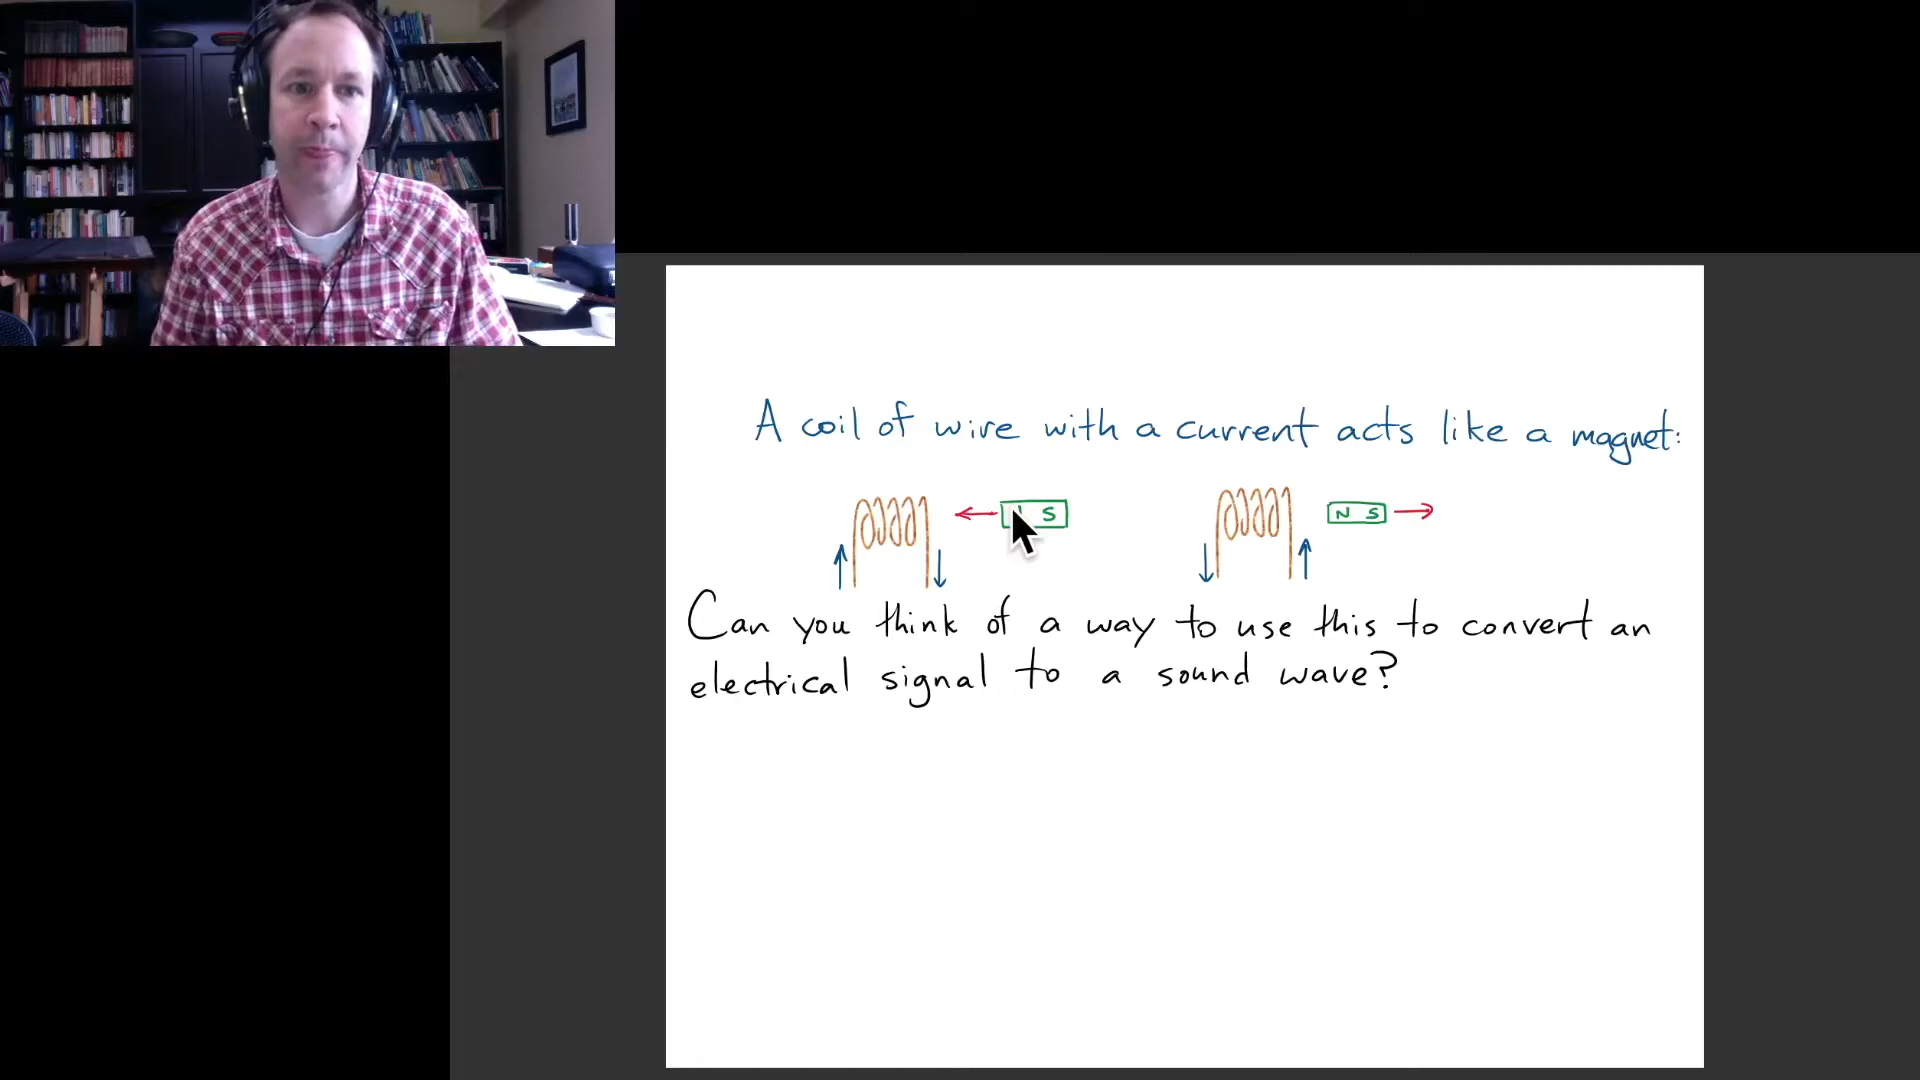 A coil of wire with a current acts like a magnet:
S N S
Can you think of a way to use this to convert an
electrical signal to a sound wave?